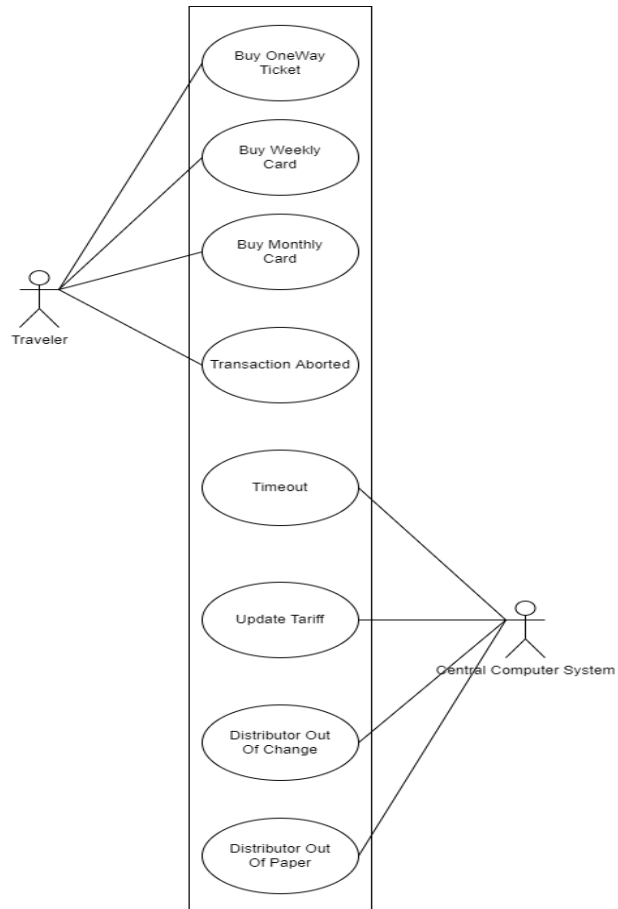 Buy OneWay
Ticket
Buy Weekly
Card
Buy Monthly
Card
Traveler
Transaction Aborted
Timeout
Update Tariff
Central Computer System
Distributor Out
Of Change
Distributor Out
Of Paper